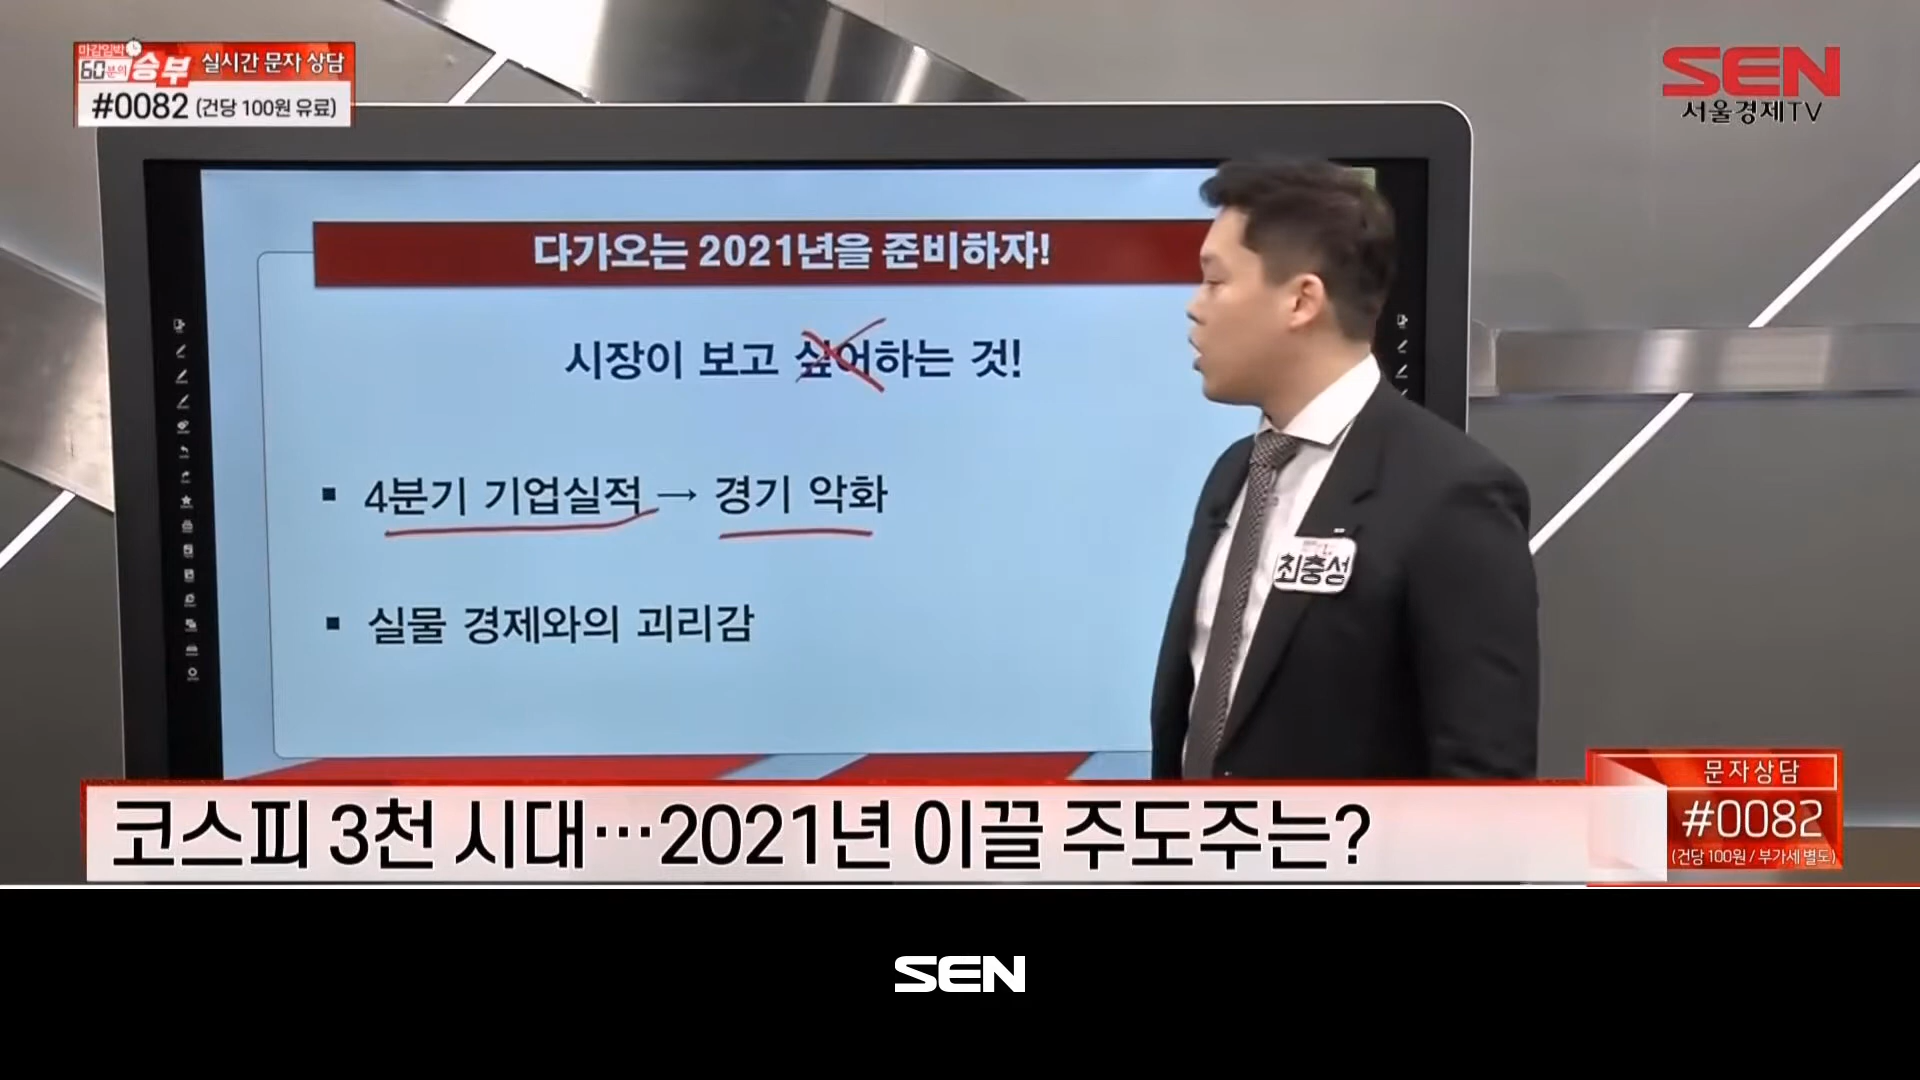 마감임박
60분의 승부 실시간 문자 상담
#0082 (건당 100원 유료)
SEN
서울경제TV
다가오는 2021년을 준비하자!
시장이 보고 싶어하는 것!
▪ 4분기 기업실적 → 경기 악화
▪ 실물 경제와의 괴리감
최충성
문자상담
#0082
(건당 100원 / 부가세 별도)
코스피 3천 시대…2021년 이끌 주도주는?
SEN